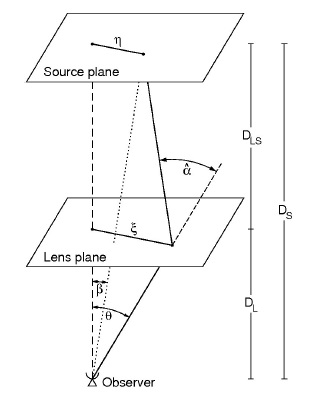 η
Source plane
D_LS
α̂
D_S
ξ
Lens plane
β
D_L
θ
Observer